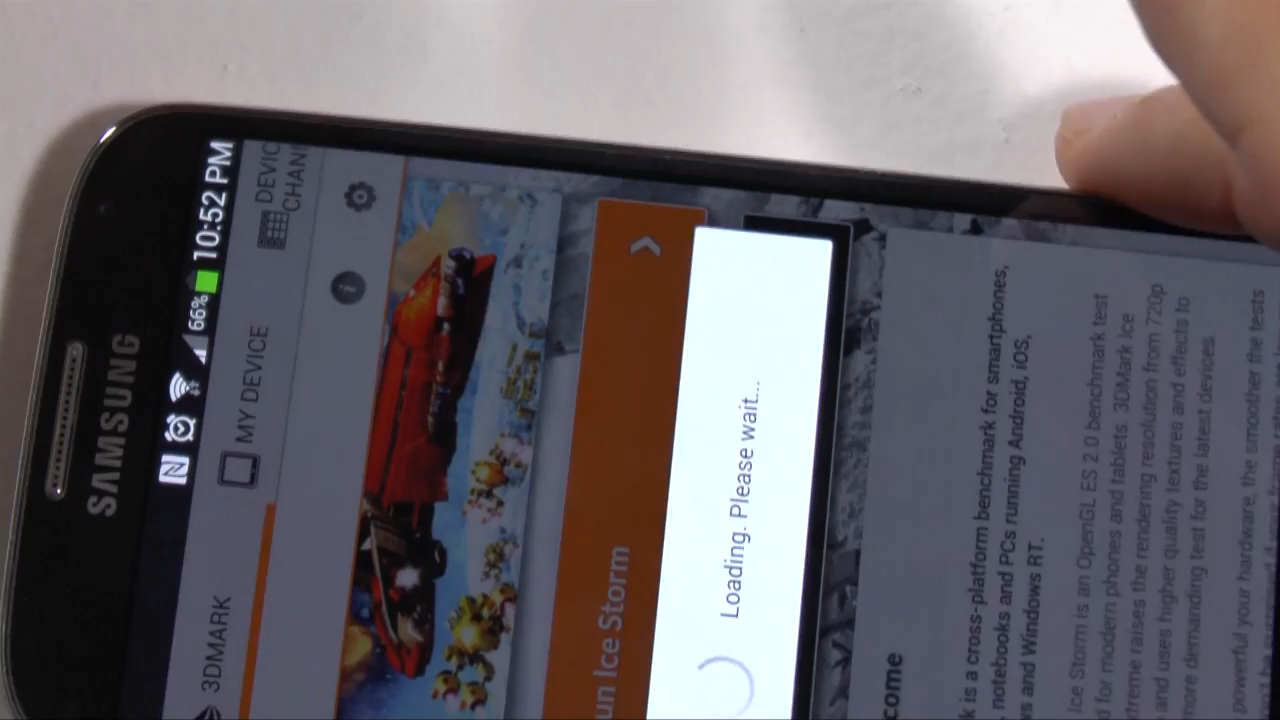 SAMSUNG
66% 10:52 PM
3DMARK
MY DEVICE
DEVIC
CHAN
un Ice Storm
Loading. Please wait...
come
k is a cross-platform benchmark for smartphones,
notebooks and PCs running Android, iOS,
ws and Windows RT.
Ice Storm is an OpenGL ES 2.0 benchmark test
d for modern phones and tablets. 3DMark Ice
xtreme raises the rendering resolution from 720p
and uses higher quality textures and effects to
more demanding test for the latest devices.
powerful your hardware, the smoother the tests